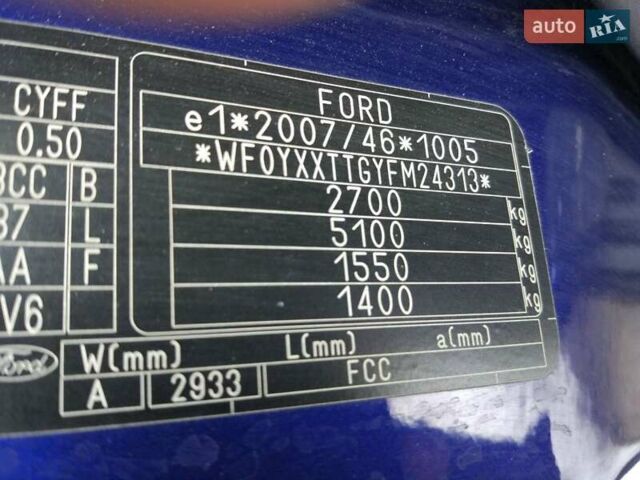 auto RIA .com
FORD
e1*2007/46*1005
*WF0YXXTTGYFM24313*
2700 kg
5100 kg
1550 kg
1400 kg
CYFF
0.50
B
L
F
V6
Ford
W(mm) L(mm) a(mm)
A 2933 FCC